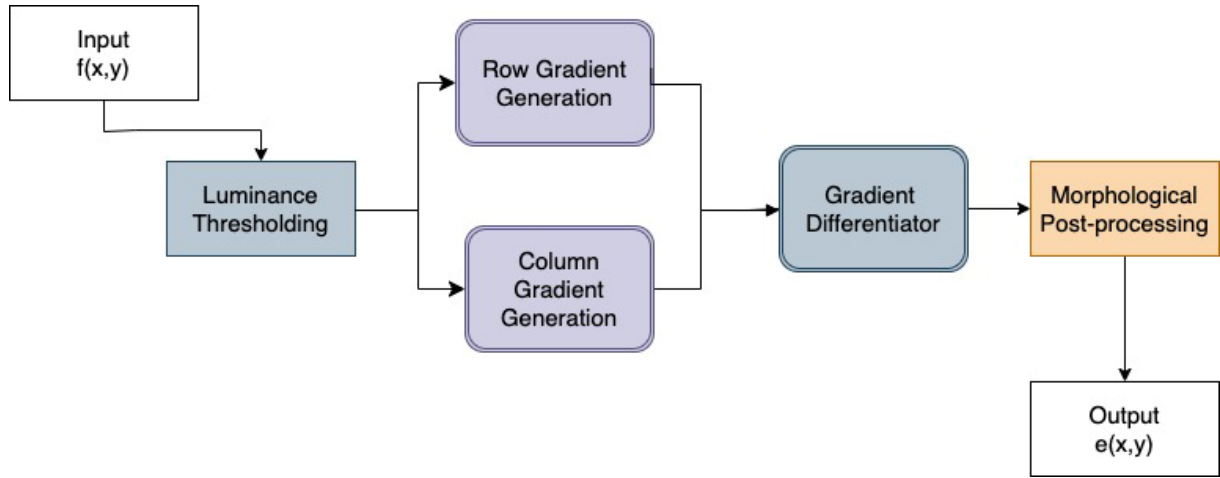 Input
f(x,y)
Luminance
Thresholding
Row Gradient
Generation
Column
Gradient
Generation
Gradient
Differentiator
Morphological
Post-processing
Output
e(x,y)